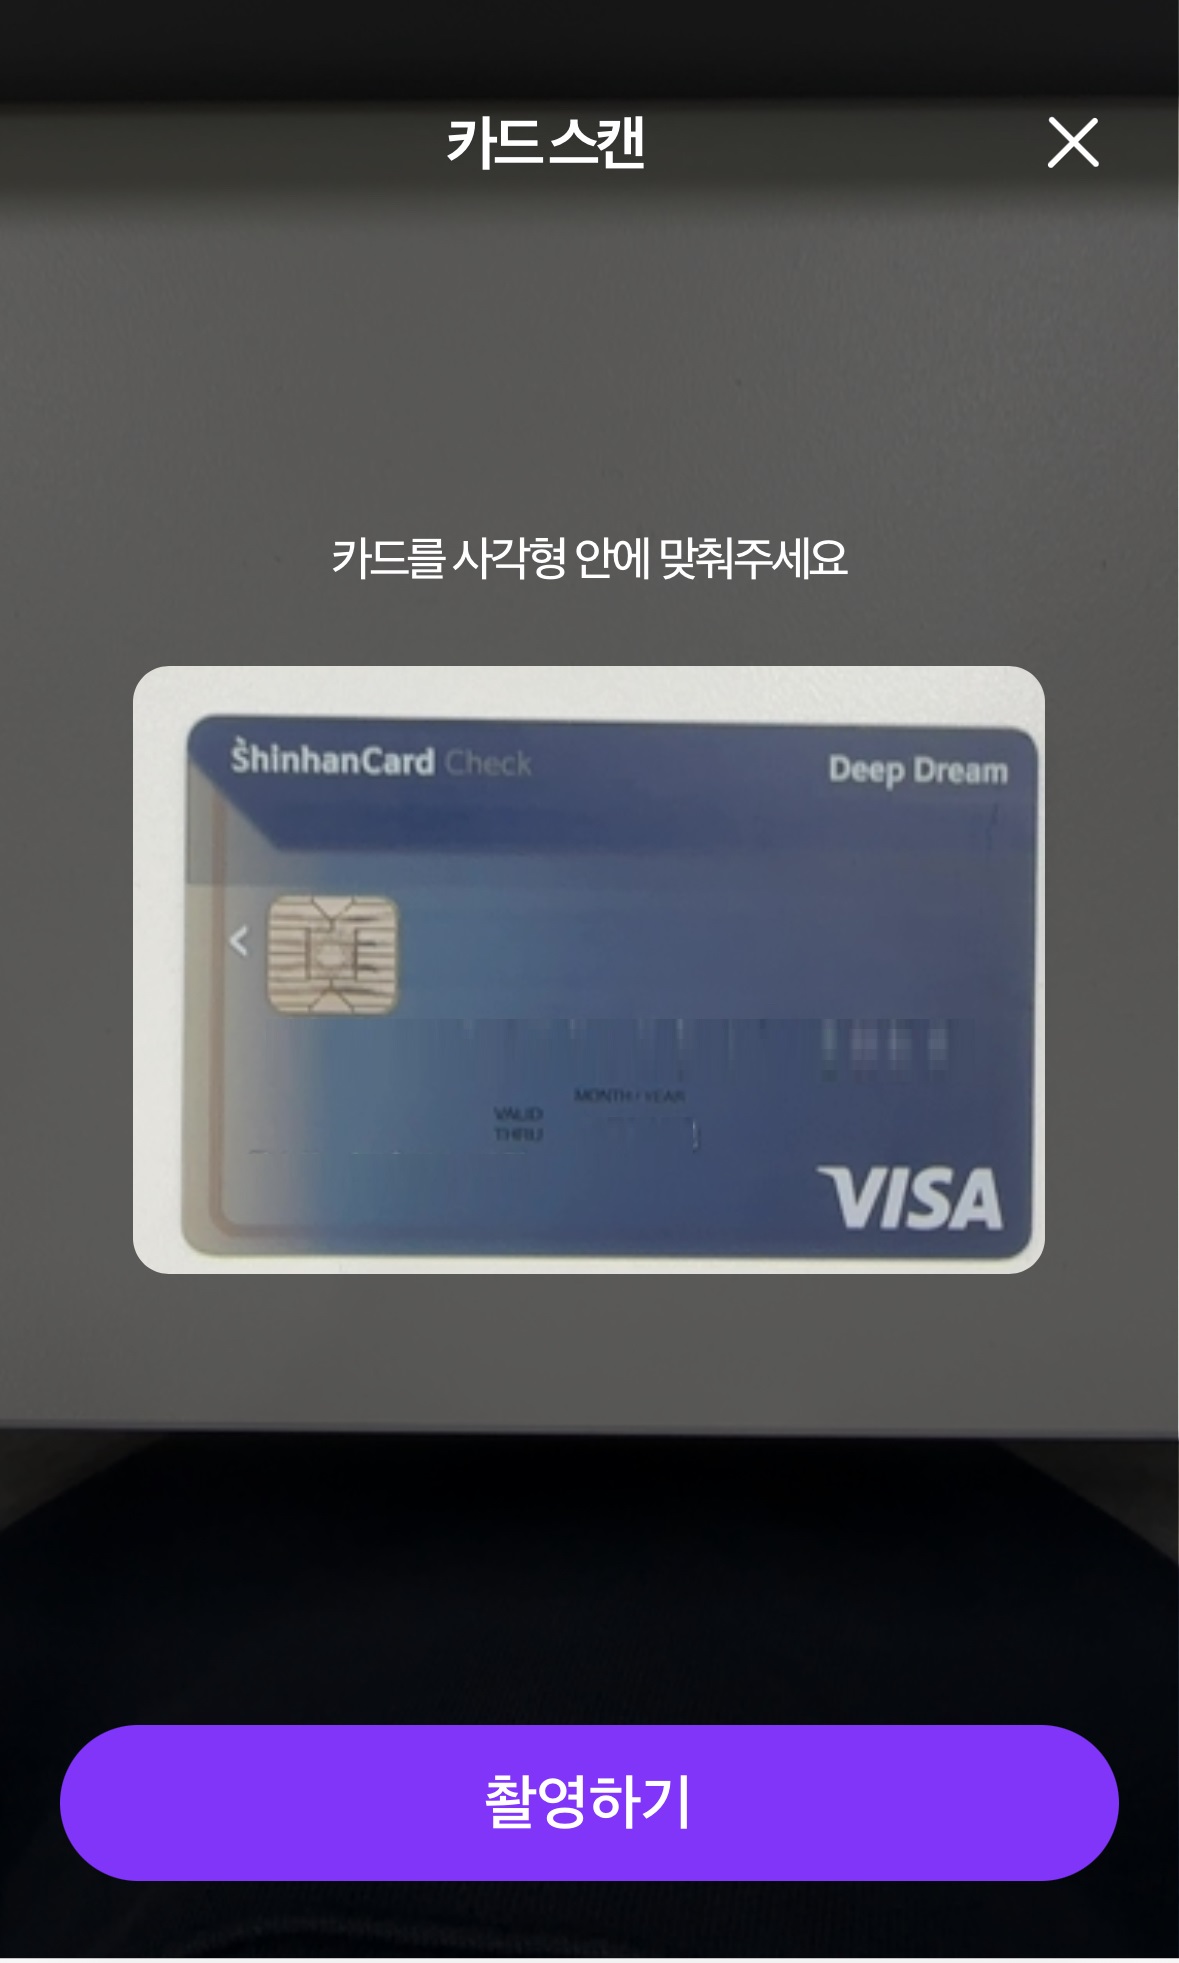 카드 스캔
카드를 사각형 안에 맞춰주세요
ShinhanCard Check
Deep Dream
MONTH / YEAR
VALID
THRU
VISA
촬영하기